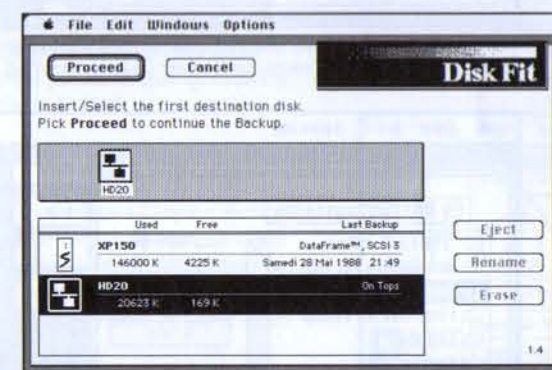 File Edit Windows Options
Proceed Cancel
Disk Fit
Insert/Select the first destination disk.
Pick Proceed to continue the Backup.
HD20
Used Free Last Backup
XP150 DataFrame™, SCSI 3
146000 K 4225 K Samedi 28 Mai 1988 21:49
HD20 On Tops
20623 K 169 K
Eject
Rename
Erase
1.4